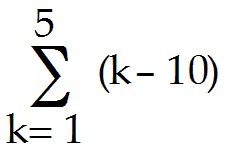 5
∑ (k – 10)
k= 1